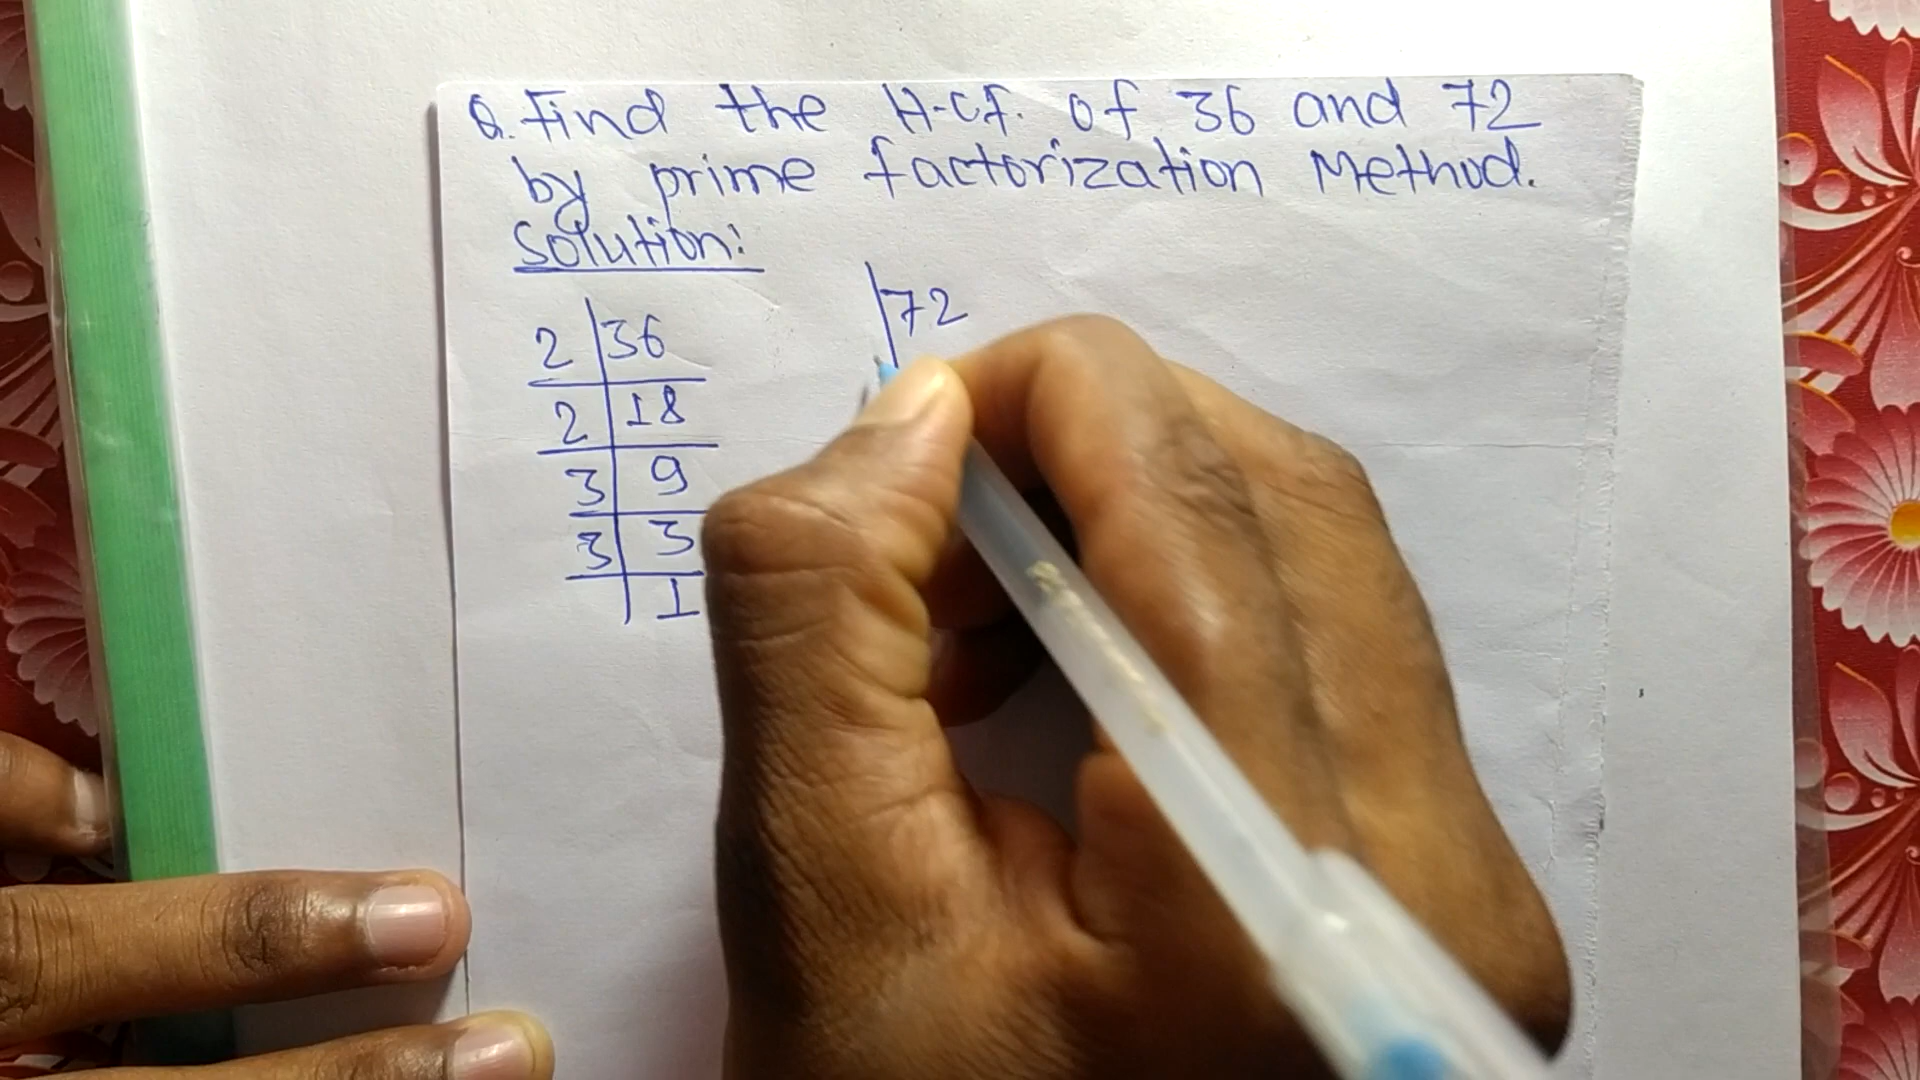 Q. Find the H.C.F. of 36 and 72
by prime factorization Method.
Solution:
2 36
2 18
3 9
3 3
1
72